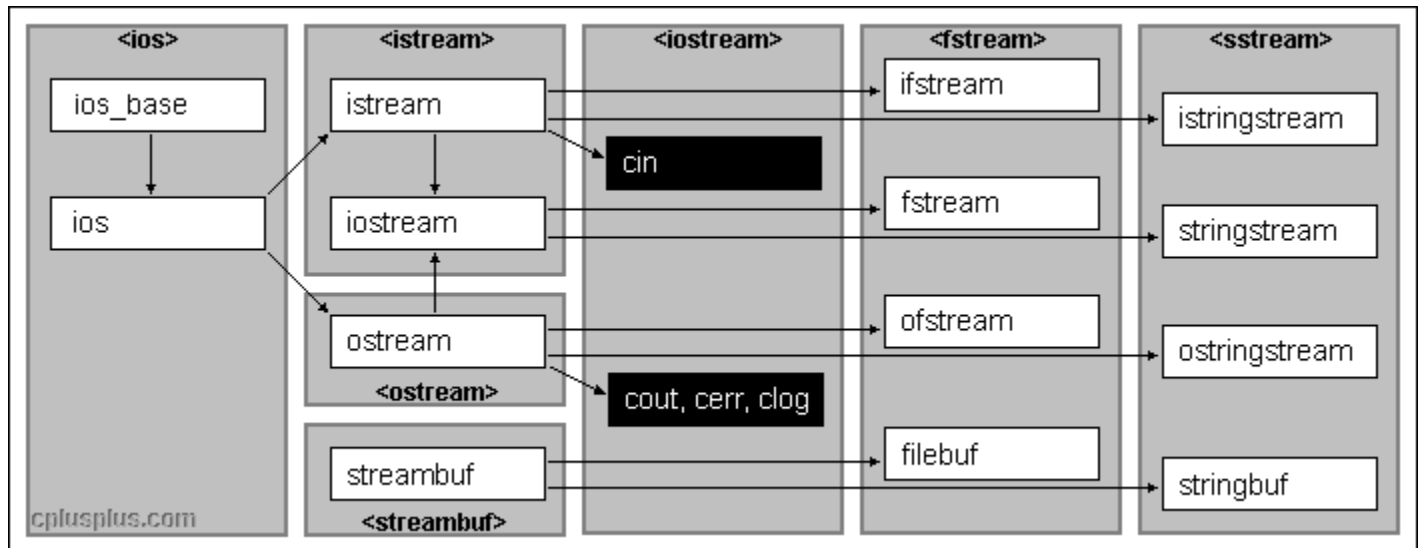 <ios>
ios_base
ios
<istream>
istream
iostream
ostream
<ostream>
streambuf
<streambuf>
<iostream>
cin
cout, cerr, clog
<fstream>
ifstream
fstream
ofstream
filebuf
<sstream>
istringstream
stringstream
ostringstream
stringbuf
cplusplus.com